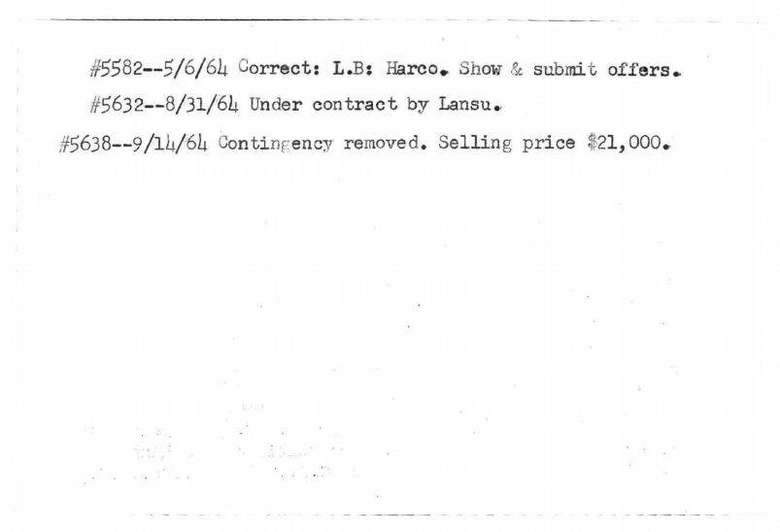 #5582--5/6/64 Correct: L.B: Harco. Show & submit offers.
#5632--8/31/64 Under contract by Lansu.
#5638--9/14/64 Contingency removed. Selling price $21,000.